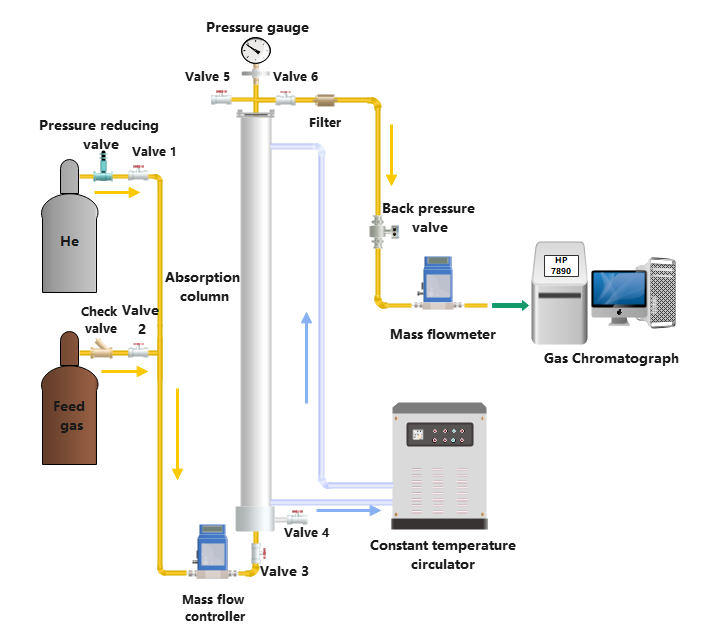 Pressure gauge
Valve 5
Valve 6
Filter
Pressure reducing
valve
Valve 1
He
Back pressure
valve
Absorption
column
HP
7890
Check
valve
Valve
2
Mass flowmeter
Gas Chromatograph
Feed
gas
Valve 4
Constant temperature
circulator
Valve 3
Mass flow
controller